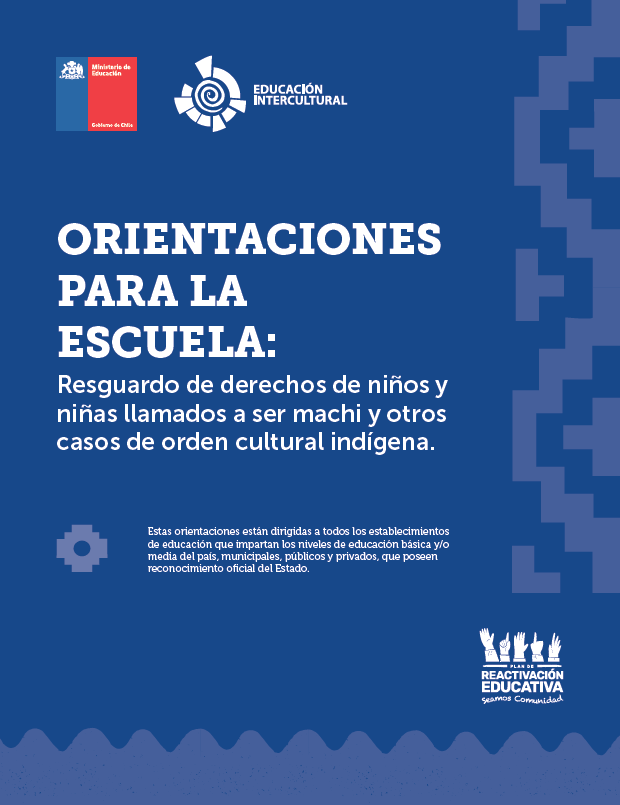 Ministerio de
Educación
Gobierno de Chile
EDUCACIÓN
INTERCULTURAL
ORIENTACIONES
PARA LA
ESCUELA:
Resguardo de derechos de niños y
niñas llamados a ser machi y otros
casos de orden cultural indígena.
Estas orientaciones están dirigidas a todos los establecimientos
de educación que impartan los niveles de educación básica y/o
media del país, municipales, públicos y privados, que poseen
reconocimiento oficial del Estado.
PLAN DE
REACTIVACIÓN
EDUCATIVA
Seamos Comunidad